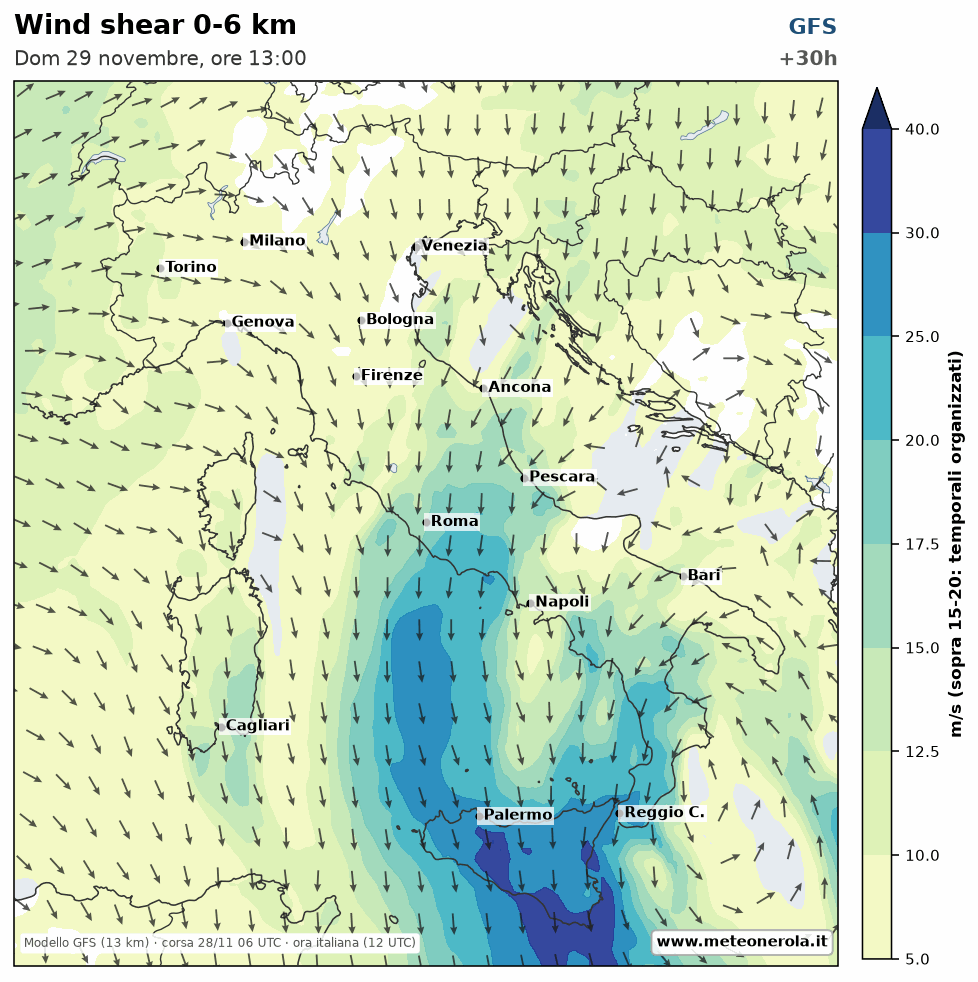 Wind shear 0-6 km
GFS
Dom 29 novembre, ore 13:00
+30h
40.0
30.0
25.0
20.0
17.5
15.0
12.5
10.0
5.0
m/s (sopra 15-20: temporali organizzati)
Milano
Venezia
Torino
Genova
Bologna
Firenze
Ancona
Pescara
Roma
Bari
Napoli
Cagliari
Palermo
Reggio C.
Modello GFS (13 km) · corsa 28/11 06 UTC · ora italiana (12 UTC)
www.meteonerola.it